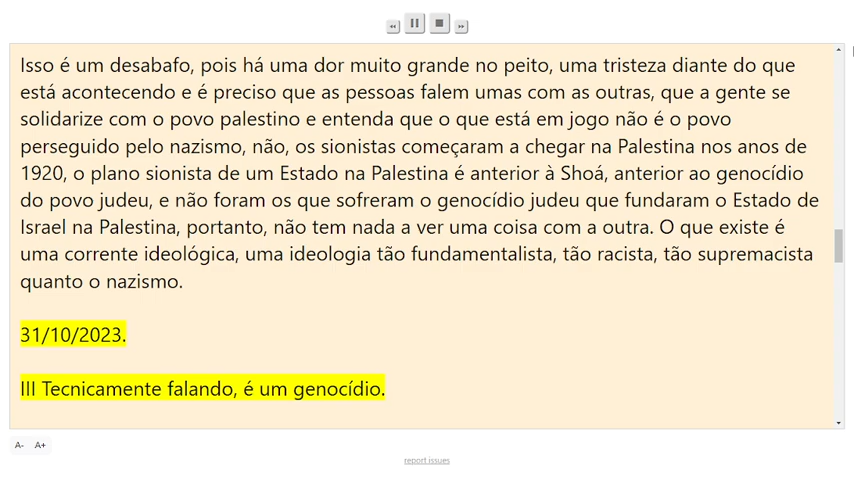 Isso é um desabafo, pois há uma dor muito grande no peito, uma tristeza diante do que
está acontecendo e é preciso que as pessoas falem umas com as outras, que a gente se
solidarize com o povo palestino e entenda que o que está em jogo não é o povo
perseguido pelo nazismo, não, os sionistas começaram a chegar na Palestina nos anos de
1920, o plano sionista de um Estado na Palestina é anterior à Shoá, anterior ao genocídio
do povo judeu, e não foram os que sofreram o genocídio judeu que fundaram o Estado de
Israel na Palestina, portanto, não tem nada a ver uma coisa com a outra. O que existe é
uma corrente ideológica, uma ideologia tão fundamentalista, tão racista, tão supremacista
quanto o nazismo.
31/10/2023.
III Tecnicamente falando, é um genocídio.
A- A+
report issues